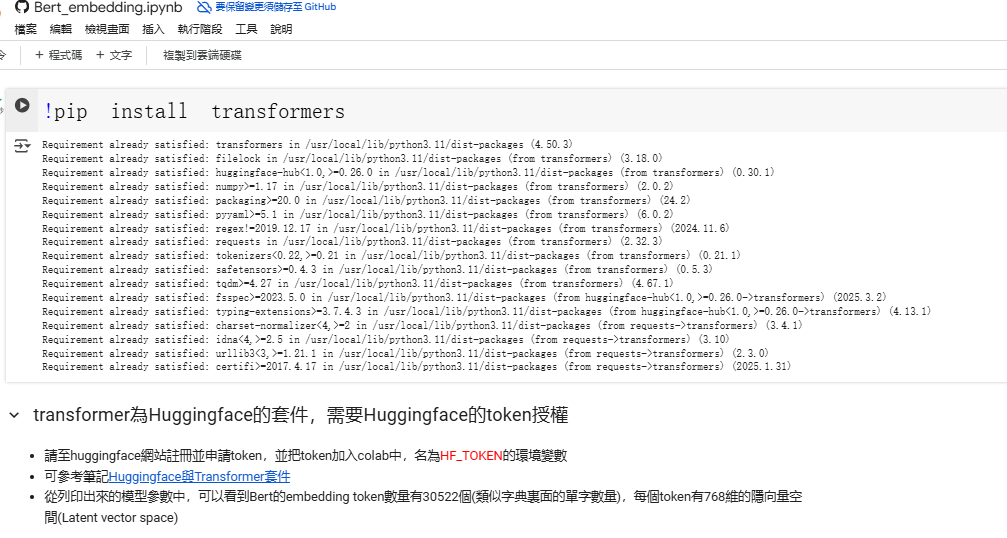 Bert_embedding.ipynb 要保留變更須儲存至 GitHub
檔案 編輯 檢視畫面 插入 執行階段 工具 說明
+ 程式碼 + 文字 複製到雲端硬碟
!pip install transformers
Requirement already satisfied: transformers in /usr/local/lib/python3.11/dist-packages (4.50.3)
Requirement already satisfied: filelock in /usr/local/lib/python3.11/dist-packages (from transformers) (3.18.0)
Requirement already satisfied: huggingface-hub<1.0,>=0.26.0 in /usr/local/lib/python3.11/dist-packages (from transformers) (0.30.1)
Requirement already satisfied: numpy>=1.17 in /usr/local/lib/python3.11/dist-packages (from transformers) (2.0.2)
Requirement already satisfied: packaging>=20.0 in /usr/local/lib/python3.11/dist-packages (from transformers) (24.2)
Requirement already satisfied: pyyaml>=5.1 in /usr/local/lib/python3.11/dist-packages (from transformers) (6.0.2)
Requirement already satisfied: regex!=2019.12.17 in /usr/local/lib/python3.11/dist-packages (from transformers) (2024.11.6)
Requirement already satisfied: requests in /usr/local/lib/python3.11/dist-packages (from transformers) (2.32.3)
Requirement already satisfied: tokenizers<0.22,>=0.21 in /usr/local/lib/python3.11/dist-packages (from transformers) (0.21.1)
Requirement already satisfied: safetensors>=0.4.3 in /usr/local/lib/python3.11/dist-packages (from transformers) (0.5.3)
Requirement already satisfied: tqdm>=4.27 in /usr/local/lib/python3.11/dist-packages (from transformers) (4.67.1)
Requirement already satisfied: fsspec>=2023.5.0 in /usr/local/lib/python3.11/dist-packages (from huggingface-hub<1.0,>=0.26.0->transformers) (2025.3.2)
Requirement already satisfied: typing-extensions>=3.7.4.3 in /usr/local/lib/python3.11/dist-packages (from huggingface-hub<1.0,>=0.26.0->transformers) (4.13.1)
Requirement already satisfied: charset-normalizer<4,>=2 in /usr/local/lib/python3.11/dist-packages (from requests->transformers) (3.4.1)
Requirement already satisfied: idna<4,>=2.5 in /usr/local/lib/python3.11/dist-packages (from requests->transformers) (3.10)
Requirement already satisfied: urllib3<3,>=1.21.1 in /usr/local/lib/python3.11/dist-packages (from requests->transformers) (2.3.0)
Requirement already satisfied: certifi>=2017.4.17 in /usr/local/lib/python3.11/dist-packages (from requests->transformers) (2025.1.31)
transformer為Huggingface的套件，需要Huggingface的token授權
• 請至huggingface網站註冊並申請token，並把token加入colab中，名為HF_TOKEN的環境變數
• 可參考筆記Huggingface與Transformer套件
• 從列印出來的模型參數中，可以看到Bert的embedding token數量有30522個(類似字典裏面的單字數量)，每個token有768維的隱向量空
間(Latent vector space)